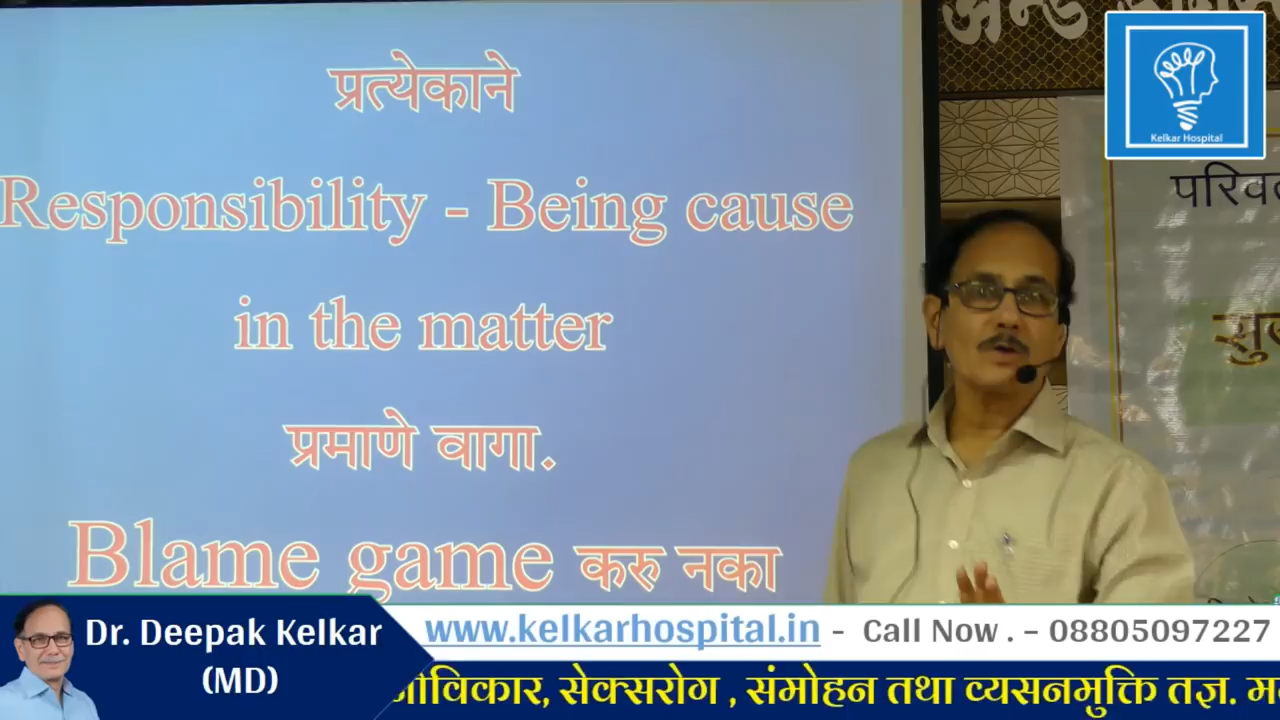 प्रत्येकाने
Responsibility - Being cause
in the matter
प्रमाणे वागा.
Blame game करु नका
Kelkar Hospital
Dr. Deepak Kelkar
(MD)
www.kelkarhospital.in - Call Now . – 08805097227
सेक्सरोग , संमोहन तथा व्यसनमुक्ति तज्ञ.